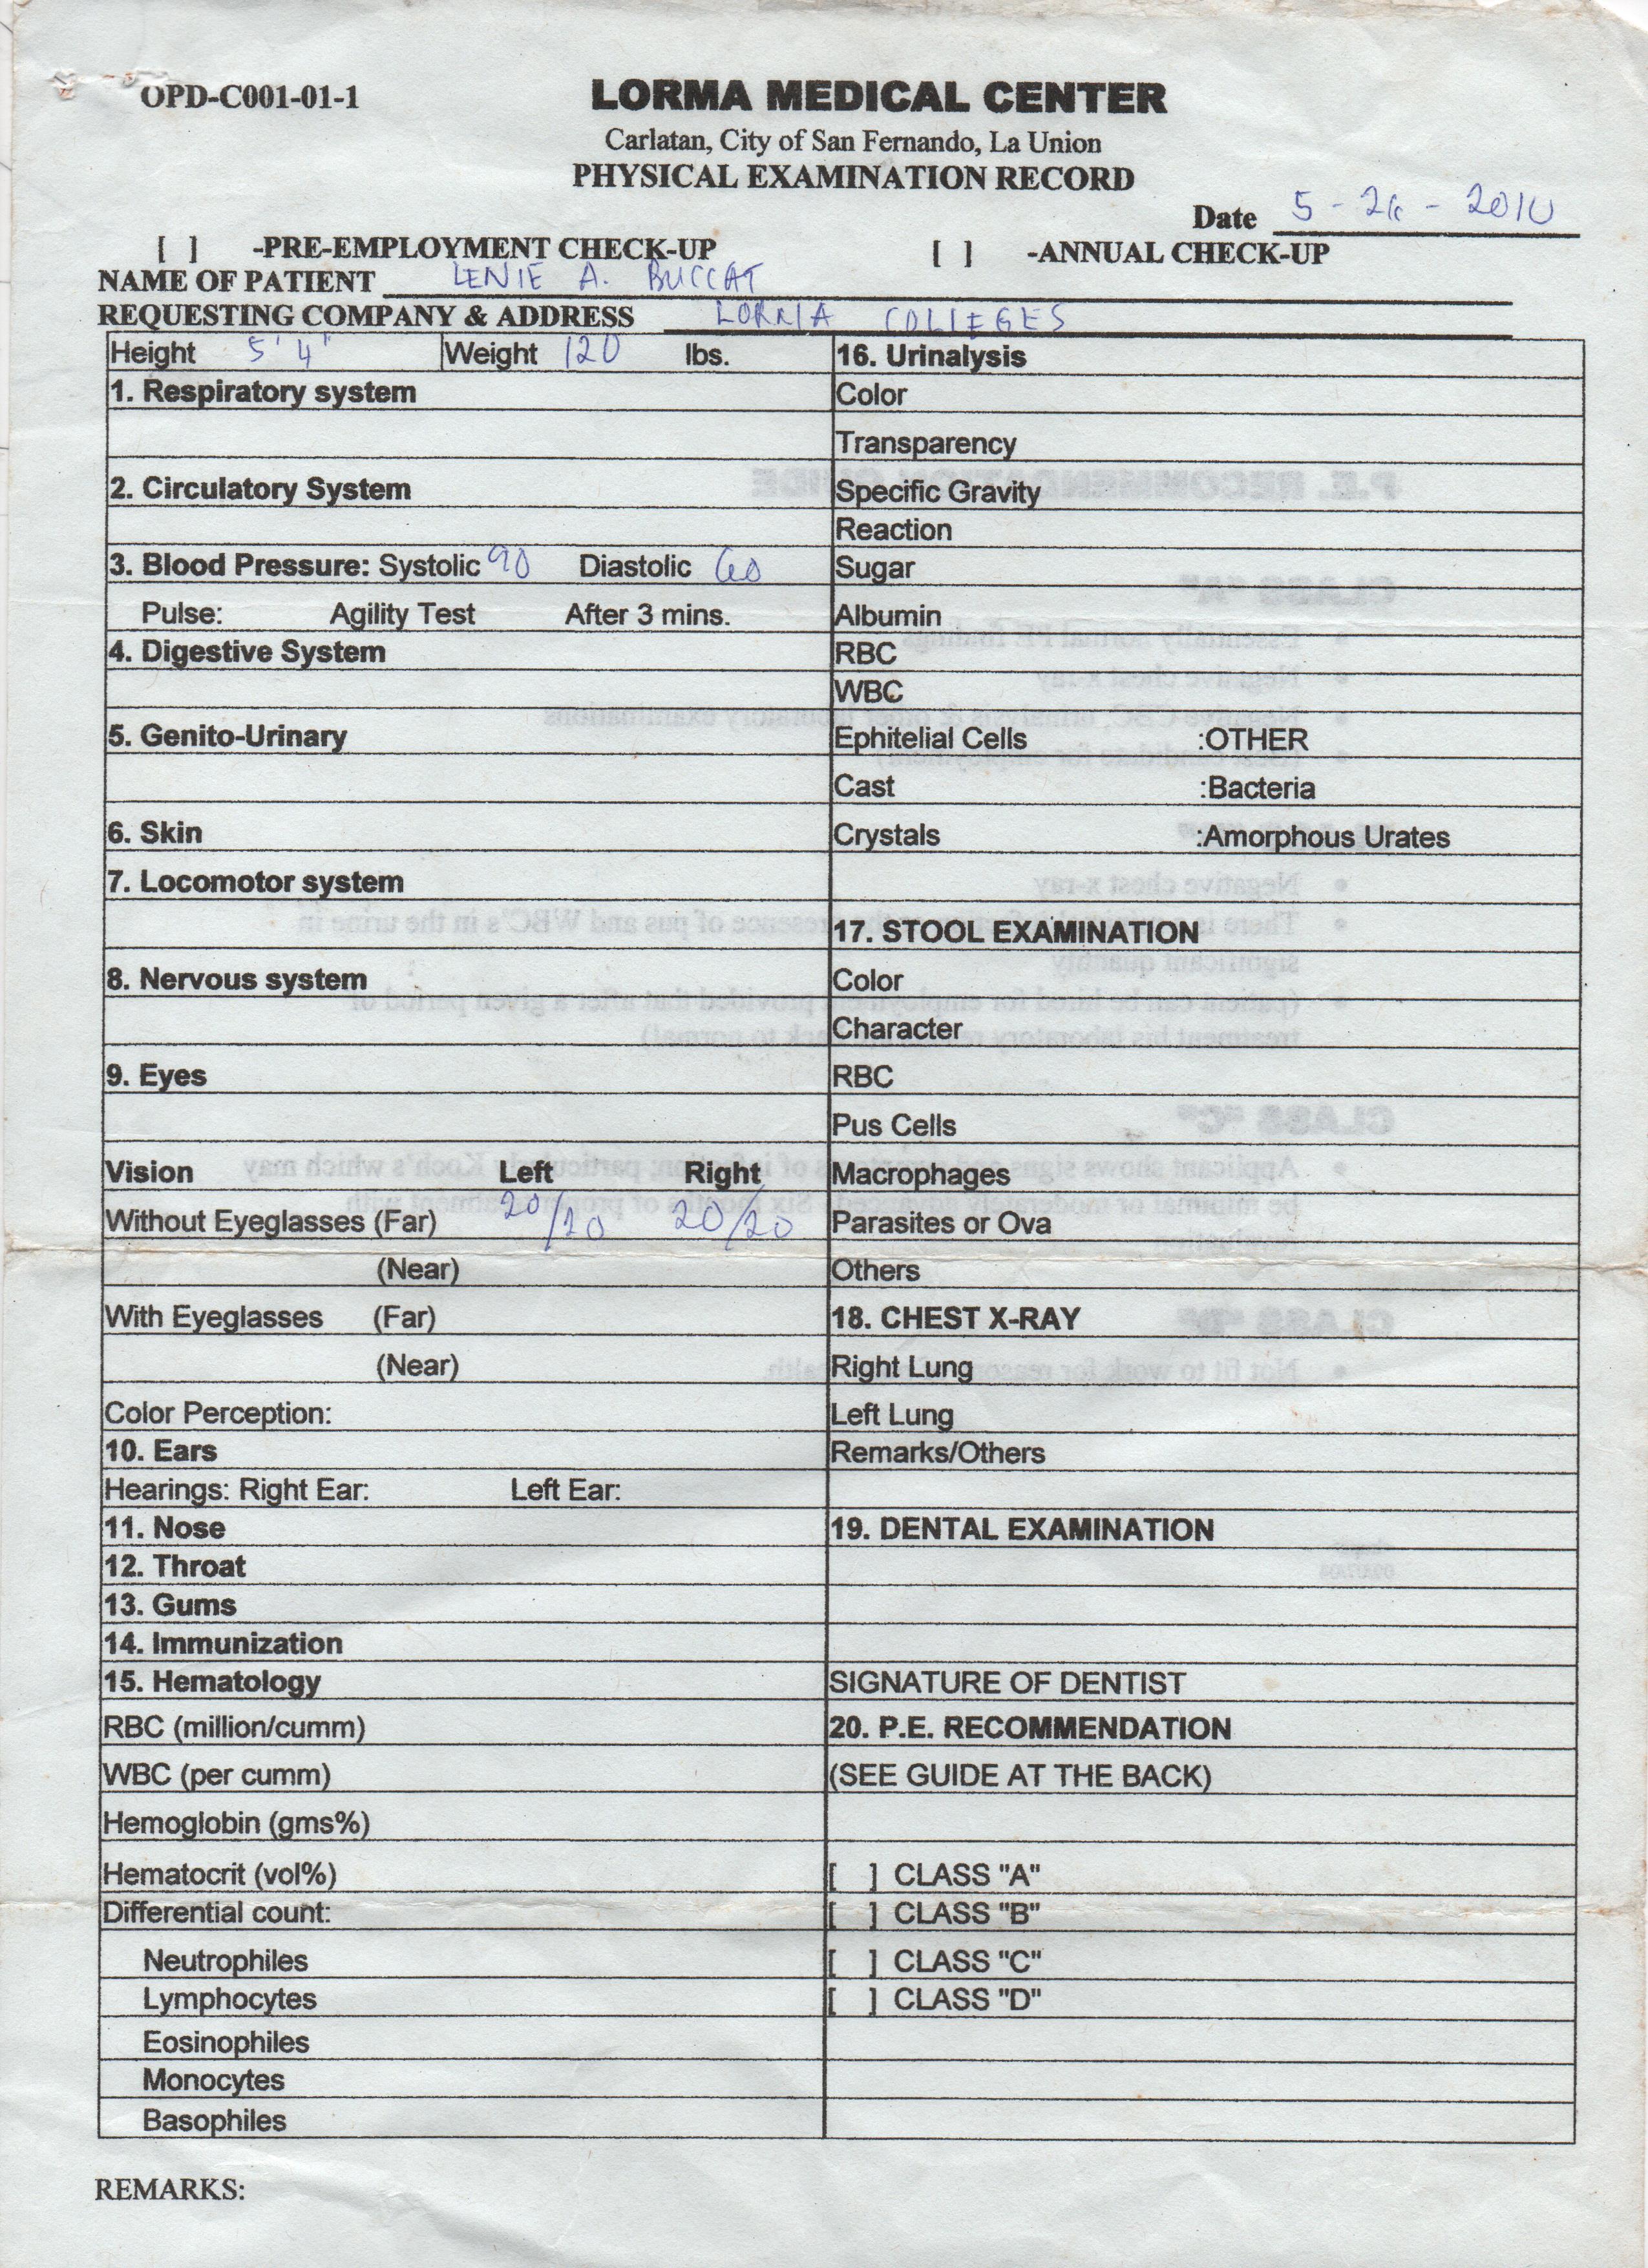 OPD-C001-01-1
LORMA MEDICAL CENTER
Carlatan, City of San Fernando, La Union
PHYSICAL EXAMINATION RECORD
Date 5 - 26 - 2010
[ ] -PRE-EMPLOYMENT CHECK-UP [ ] -ANNUAL CHECK-UP
NAME OF PATIENT LENIE A. BUCCAT
REQUESTING COMPANY & ADDRESS LORMA COLLEGES
Height 5'4" Weight 120 lbs.
1. Respiratory system
2. Circulatory System
3. Blood Pressure: Systolic 90 Diastolic 60
Pulse: Agility Test After 3 mins.
4. Digestive System
5. Genito-Urinary
6. Skin
7. Locomotor system
8. Nervous system
9. Eyes
Vision Left Right
Without Eyeglasses (Far) 20/20 20/20
(Near)
With Eyeglasses (Far)
(Near)
Color Perception:
10. Ears
Hearings: Right Ear: Left Ear:
11. Nose
12. Throat
13. Gums
14. Immunization
15. Hematology
RBC (million/cumm)
WBC (per cumm)
Hemoglobin (gms%)
Hematocrit (vol%)
Differential count:
Neutrophiles
Lymphocytes
Eosinophiles
Monocytes
Basophiles
16. Urinalysis
Color
Transparency
Specific Gravity
Reaction
Sugar
Albumin
RBC
WBC
Ephitelial Cells :OTHER
Cast :Bacteria
Crystals :Amorphous Urates
17. STOOL EXAMINATION
Color
Character
RBC
Pus Cells
Macrophages
Parasites or Ova
Others
18. CHEST X-RAY
Right Lung
Left Lung
Remarks/Others
19. DENTAL EXAMINATION
SIGNATURE OF DENTIST
20. P.E. RECOMMENDATION
(SEE GUIDE AT THE BACK)
[ ] CLASS "A"
[ ] CLASS "B"
[ ] CLASS "C"
[ ] CLASS "D"
REMARKS: